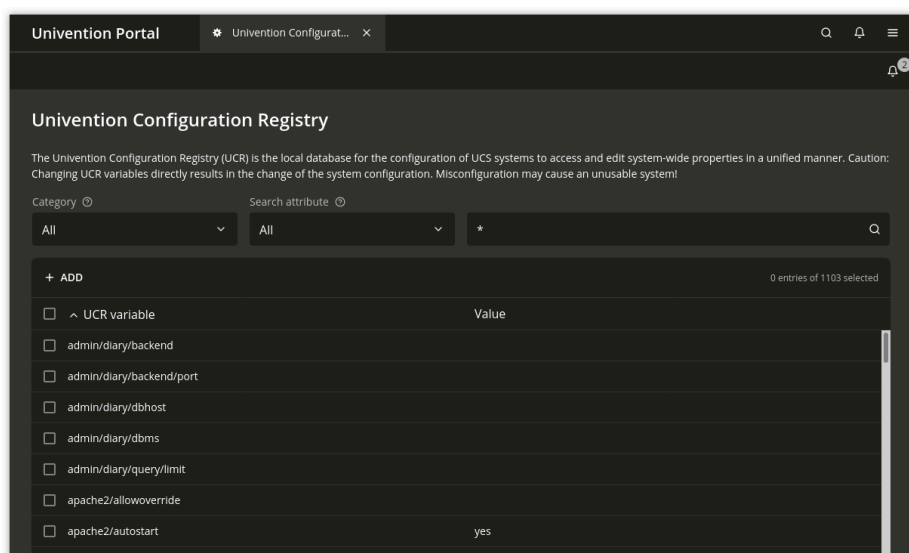 Univention Portal
Univention Configurat...
2
Univention Configuration Registry
The Univention Configuration Registry (UCR) is the local database for the configuration of UCS systems to access and edit system-wide properties in a unified manner. Caution:
Changing UCR variables directly results in the change of the system configuration. Misconfiguration may cause an unusable system!
Category Search attribute
All All *
+ ADD 0 entries of 1103 selected
UCR variable Value
admin/diary/backend
admin/diary/backend/port
admin/diary/dbhost
admin/diary/dbms
admin/diary/query/limit
apache2/allowoverride
apache2/autostart yes